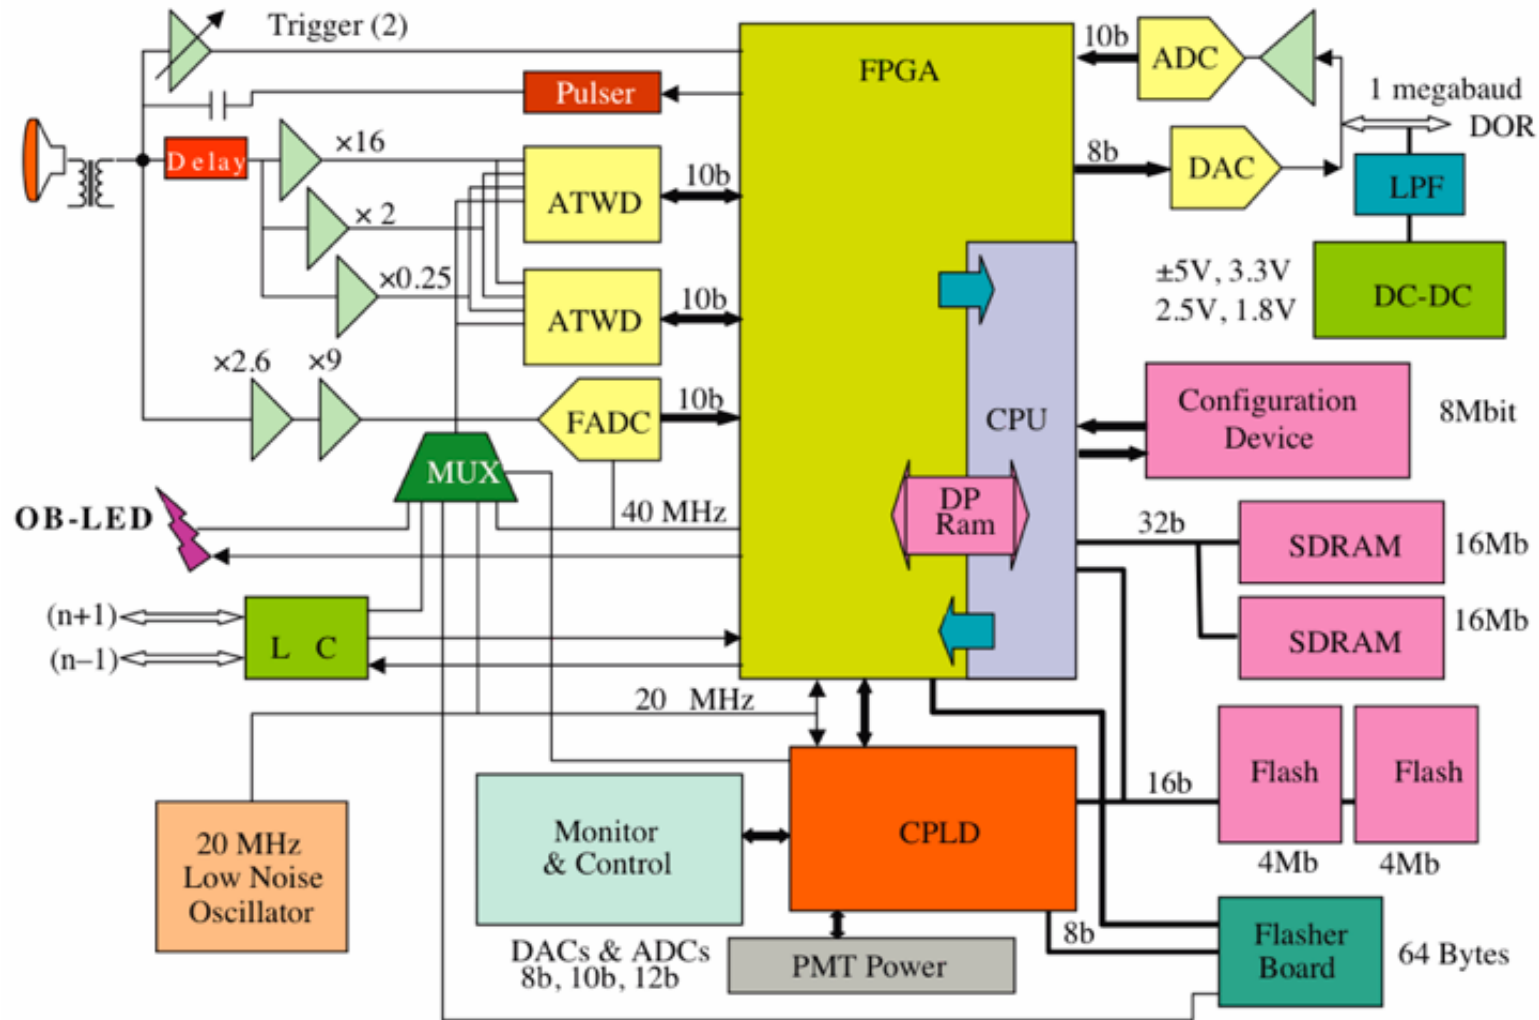 Trigger (2)
FPGA
10b
ADC
1 megabaud
DOR
Pulser
Delay
×16
ATWD
10b
8b
DAC
LPF
× 2
×0.25
ATWD
10b
±5V, 3.3V
2.5V, 1.8V
DC-DC
×2.6
×9
FADC
10b
CPU
Configuration
Device
8Mbit
MUX
OB-LED
40 MHz
DP
Ram
32b
SDRAM
16Mb
(n+1)
(n−1)
L C
SDRAM
16Mb
20 MHz
Flash
Flash
16b
4Mb
4Mb
20 MHz
Low Noise
Oscillator
Monitor
& Control
CPLD
DACs & ADCs
8b, 10b, 12b
PMT Power
8b
Flasher
Board
64 Bytes